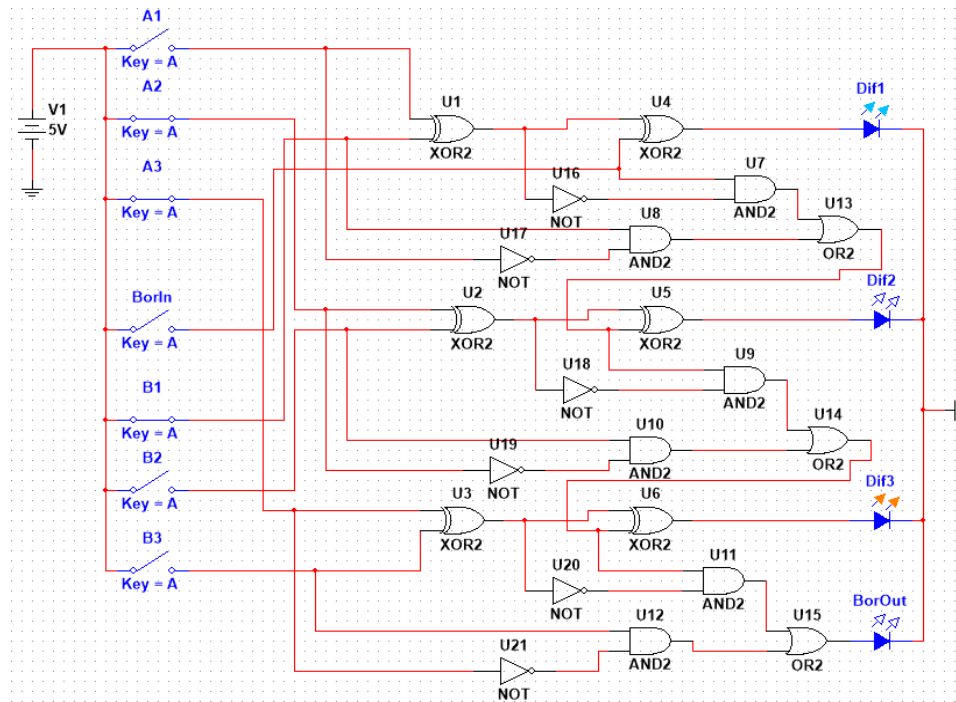 A1
Key = A
A2
V1
5V
Key = A
A3
Key = A
BorIn
Key = A
B1
Key = A
B2
Key = A
B3
Key = A
U1
XOR2
U4
XOR2
Dif1
U16
NOT
U7
AND2
U17
NOT
U8
AND2
U13
OR2
U2
XOR2
U5
XOR2
Dif2
U18
NOT
U9
AND2
U19
NOT
U10
AND2
U14
OR2
U3
XOR2
U6
XOR2
Dif3
U20
NOT
U11
AND2
U21
NOT
U12
AND2
U15
OR2
BorOut